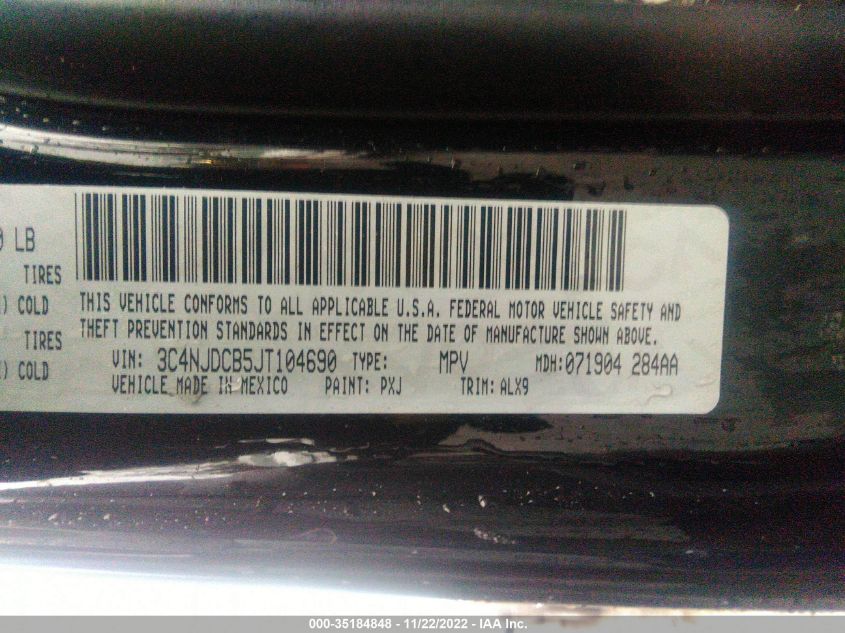 0 LB
TIRES
) COLD
TIRES
) COLD
THIS VEHICLE CONFORMS TO ALL APPLICABLE U.S.A. FEDERAL MOTOR VEHICLE SAFETY AND
THEFT PREVENTION STANDARDS IN EFFECT ON THE DATE OF MANUFACTURE SHOWN ABOVE.
VIN: 3C4NJDCB5JT104690 TYPE: MPV MDH:071904 284AA
VEHICLE MADE IN MEXICO PAINT: PXJ TRIM: ALX9
000-35184848 - 11/22/2022 - IAA Inc.